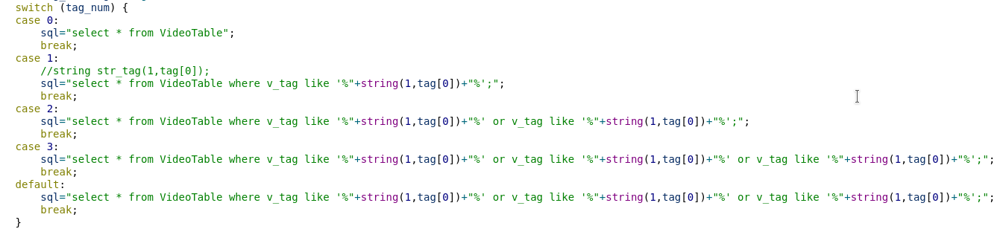 switch (tag_num) {
case 0:
    sql="select * from VideoTable";
    break;
case 1:
    //string str_tag(1,tag[0]);
    sql="select * from VideoTable where v_tag like '%"+string(1,tag[0])+"%';";
    break;
case 2:
    sql="select * from VideoTable where v_tag like '%"+string(1,tag[0])+"%' or v_tag like '%"+string(1,tag[0])+"%';";
    break;
case 3:
    sql="select * from VideoTable where v_tag like '%"+string(1,tag[0])+"%' or v_tag like '%"+string(1,tag[0])+"%' or v_tag like '%"+string(1,tag[0])+"%';";
    break;
default:
    sql="select * from VideoTable where v_tag like '%"+string(1,tag[0])+"%' or v_tag like '%"+string(1,tag[0])+"%' or v_tag like '%"+string(1,tag[0])+"%';";
    break;
}